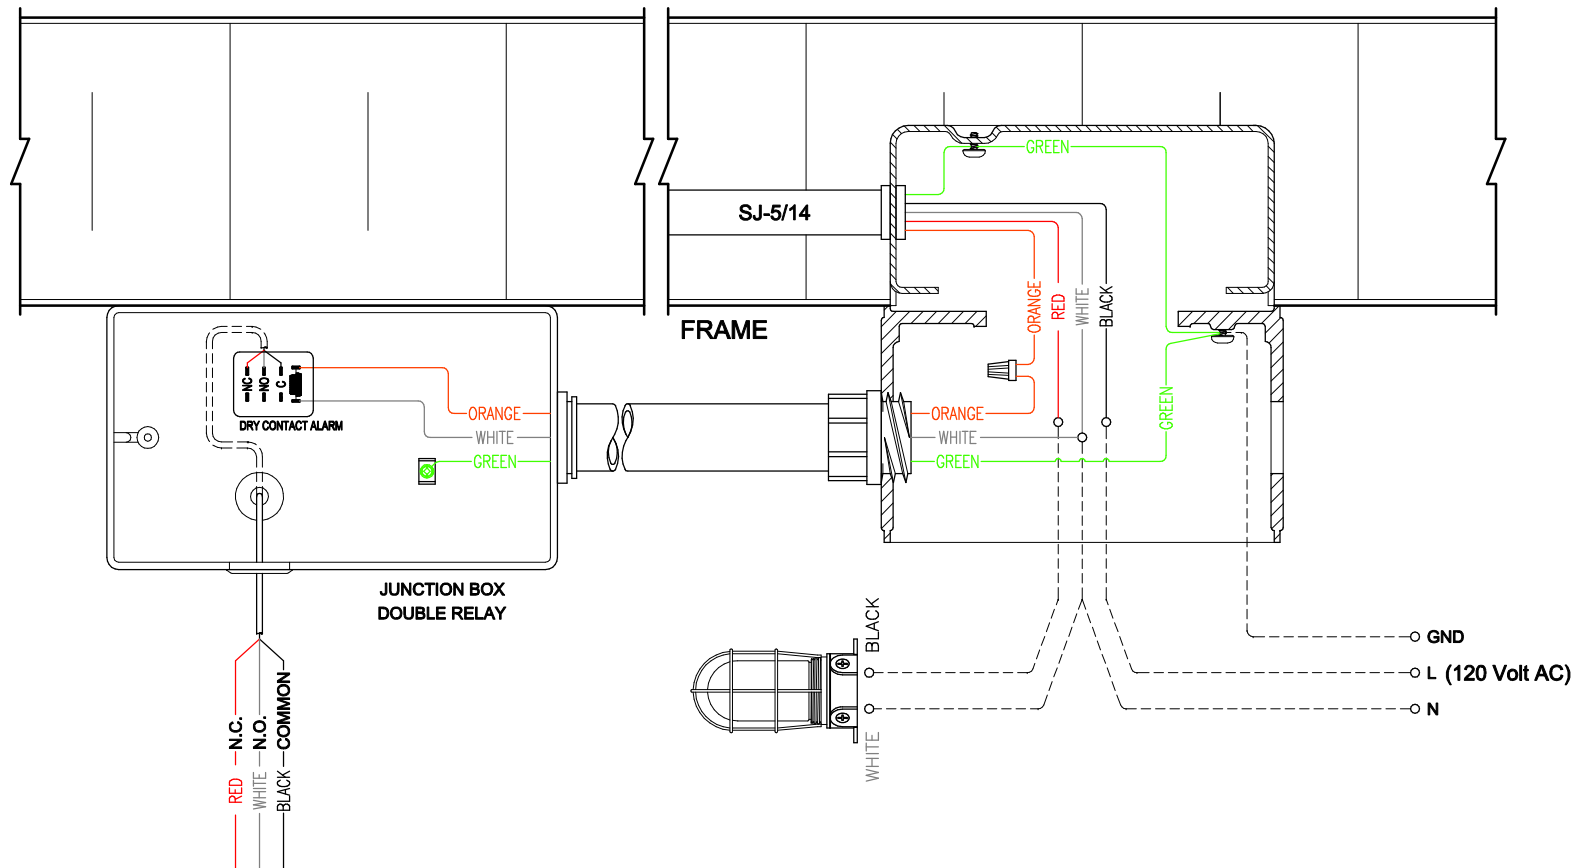 GREEN
SJ-5/14
ORANGE
RED
WHITE
BLACK
FRAME
NC
NO
C
DRY CONTACT ALARM
ORANGE
WHITE
GREEN
ORANGE
WHITE
GREEN
GREEN
JUNCTION BOX
DOUBLE RELAY
BLACK
WHITE
GND
L (120 Volt AC)
N
N.C.
N.O.
COMMON
RED
WHITE
BLACK